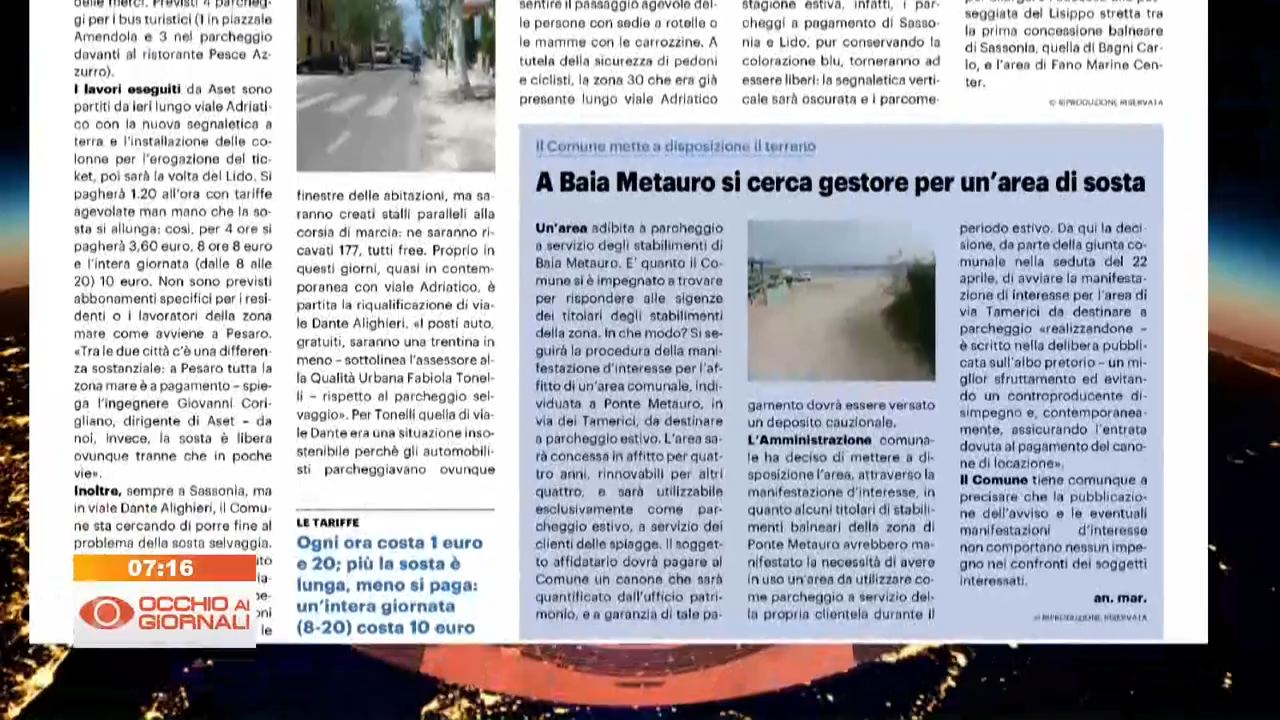 gi per i bus turistici (1 in piazzale
Amendola e 3 nel parcheggio
davanti al ristorante Pesce Az-
zurro).
I lavori eseguiti da Aset sono
partiti da ieri lungo viale Adriati-
co con la nuova segnaletica a
terra e l'installazione delle co-
lonne per l'erogazione del tic-
ket, poi sarà la volta del Lido. Si
pagherà 1.20 all'ora con tariffe
agevolate man mano che la so-
sta si allunga: così, per 4 ore si
pagherà 3,60 euro, 8 ore 8 euro
e l'intera giornata (dalle 8 alle
20) 10 euro. Non sono previsti
abbonamenti specifici per i resi-
denti o i lavoratori della zona
mare come avviene a Pesaro.
«Tra le due città c'è una differen-
za sostanziale: a Pesaro tutta la
zona mare è a pagamento – spie-
ga l'ingegnere Giovanni Cori-
gliano, dirigente di Aset – da
noi, invece, la sosta è libera
ovunque tranne che in poche
vie».
Inoltre, sempre a Sassonia, ma
in viale Dante Alighieri, il Comu-
ne sta cercando di porre fine al
problema della sosta selvaggia.
07:16
OCCHIO AI
GIORNALI
le
finestre delle abitazioni, ma sa-
ranno creati stalli paralleli alla
corsia di marcia: ne saranno ri-
cavati 177, tutti free. Proprio in
questi giorni, quasi in contem-
poranea con viale Adriatico, è
partita la riqualificazione di via-
le Dante Alighieri. «I posti auto,
gratuiti, saranno una trentina in
meno – sottolinea l'assessore al-
la Qualità Urbana Fabiola Tonel-
li – rispetto al parcheggio sel-
vaggio». Per Tonelli quella di via-
le Dante era una situazione inso-
stenibile perchè gli automobili-
sti parcheggiavano ovunque
LE TARIFFE
Ogni ora costa 1 euro
e 20; più la sosta è
lunga, meno si paga:
un'intera giornata
(8-20) costa 10 euro
sentire il passaggio agevole del-
le persone con sedie a rotelle o
le mamme con le carrozzine. A
tutela della sicurezza di pedoni
e ciclisti, la zona 30 che era già
presente lungo viale Adriatico
stagione estiva, infatti, i par-
cheggi a pagamento di Sasso-
nia e Lido, pur conservando la
colorazione blu, torneranno ad
essere liberi: la segnaletica verti-
cale sarà oscurata e i parcome-
seggiata del Lisippo stretta tra
la prima concessione balneare
di Sassonia, quella di Bagni Car-
lo, e l'area di Fano Marine Cen-
ter.
© RIPRODUZIONE RISERVATA
Il Comune mette a disposizione il terreno
A Baia Metauro si cerca gestore per un'area di sosta
Un'area adibita a parcheggio
a servizio degli stabilimenti di
Baia Metauro. E' quanto il Co-
mune si è impegnato a trovare
per rispondere alle sigenze
dei titolari degli stabilimenti
della zona. In che modo? Si se-
guirà la procedura della mani-
festazione d'interesse per l'af-
fitto di un'area comunale, indi-
viduata a Ponte Metauro, in
via dei Tamerici, da destinare
a parcheggio estivo. L'area sa-
rà concessa in affitto per quat-
tro anni, rinnovabili per altri
quattro, e sarà utilizzabile
esclusivamente come par-
cheggio estivo, a servizio dei
clienti delle spiagge. Il sogget-
to affidatario dovrà pagare al
Comune un canone che sarà
quantificato dall'ufficio patri-
monio, e a garanzia di tale pa-
gamento dovrà essere versato
un deposito cauzionale.
L'Amministrazione comuna-
le ha deciso di mettere a di-
sposizione l'area, attraverso la
manifestazione d'interesse, in
quanto alcuni titolari di stabili-
menti balneari della zona di
Ponte Metauro avrebbero ma-
nifestato la necessità di avere
in uso un'area da utilizzare co-
me parcheggio a servizio del-
la propria clientela durante il
periodo estivo. Da qui la deci-
sione, da parte della giunta co-
munale nella seduta del 22
aprile, di avviare la manifesta-
zione di interesse per l'area di
via Tamerici da destinare a
parcheggio «realizzandone –
è scritto nella delibera pubbli-
cata sull'albo pretorio – un mi-
glior sfruttamento ed evitan-
do un controproducente di-
simpegno e, contemporanea-
mente, assicurando l'entrata
dovuta al pagamento del cano-
ne di locazione».
Il Comune tiene comunque a
precisare che la pubblicazio-
ne dell'avviso e le eventuali
manifestazioni d'interesse
non comportano nessun impe-
gno nei confronti dei soggetti
interessati.
an. mar.
© RIPRODUZIONE RISERVATA